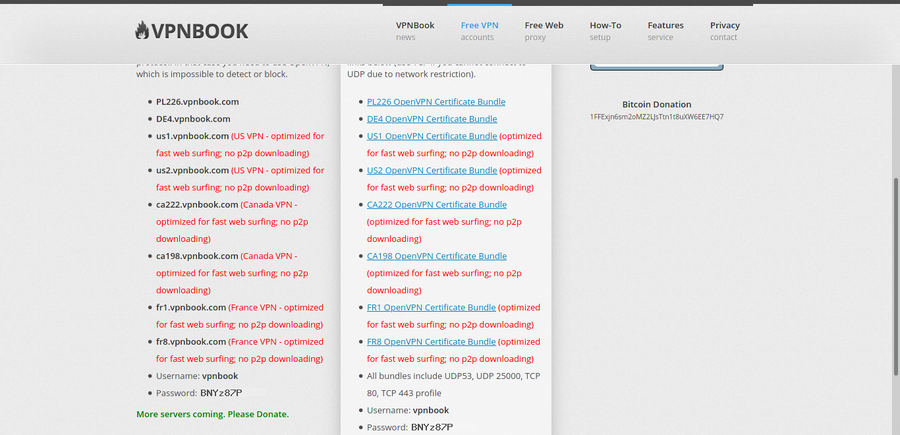 VPNBOOK
VPNBook
news
Free VPN
accounts
Free Web
proxy
How-To
setup
Features
service
Privacy
contact
which is impossible to detect or block.
PL226.vpnbook.com
DE4.vpnbook.com
us1.vpnbook.com (US VPN - optimized for
fast web surfing; no p2p downloading)
us2.vpnbook.com (US VPN - optimized for
fast web surfing; no p2p downloading)
ca222.vpnbook.com (Canada VPN -
optimized for fast web surfing; no p2p
downloading)
ca198.vpnbook.com (Canada VPN -
optimized for fast web surfing; no p2p
downloading)
fr1.vpnbook.com (France VPN - optimized
for fast web surfing; no p2p downloading)
fr8.vpnbook.com (France VPN - optimized
for fast web surfing; no p2p downloading)
Username: vpnbook
Password: BNYz87P
More servers coming. Please Donate.
UDP due to network restriction).
PL226 OpenVPN Certificate Bundle
DE4 OpenVPN Certificate Bundle
US1 OpenVPN Certificate Bundle (optimized
for fast web surfing; no p2p downloading)
US2 OpenVPN Certificate Bundle (optimized
for fast web surfing; no p2p downloading)
CA222 OpenVPN Certificate Bundle
(optimized for fast web surfing; no p2p
downloading)
CA198 OpenVPN Certificate Bundle
(optimized for fast web surfing; no p2p
downloading)
FR1 OpenVPN Certificate Bundle (optimized
for fast web surfing; no p2p downloading)
FR8 OpenVPN Certificate Bundle (optimized
for fast web surfing; no p2p downloading)
All bundles include UDP53, UDP 25000, TCP
80, TCP 443 profile
Username: vpnbook
Password: BNYz87P
Bitcoin Donation
1FFExjn6sm2oMZ2LJsTtn1t8uXW6EE7HQ7